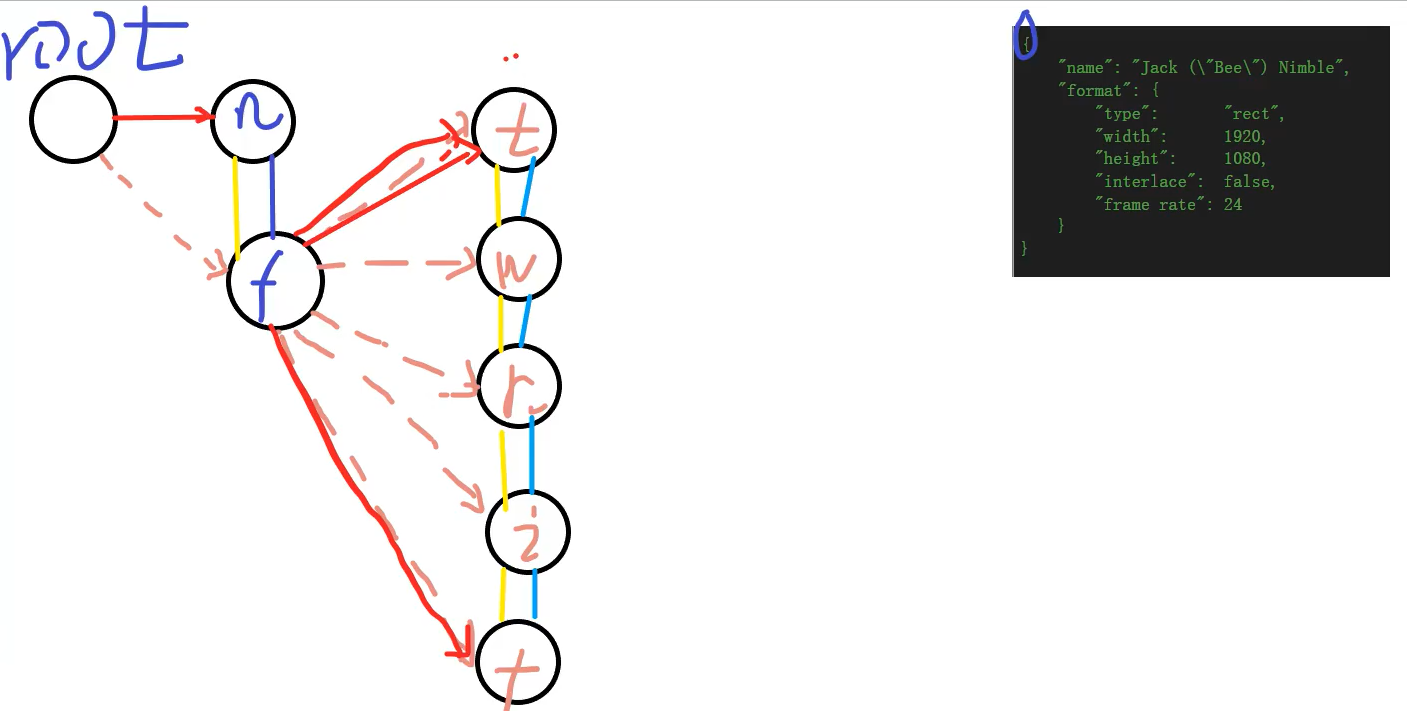 root
n
t
f
w
r
i
f
{
"name": "Jack (\"Bee\") Nimble",
"format": {
"type": "rect",
"width": 1920,
"height": 1080,
"interlace": false,
"frame rate": 24
}
}